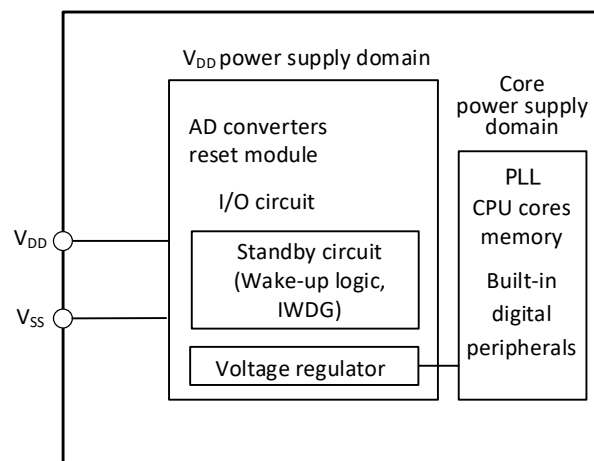 VDD power supply domain
Core
power supply
domain
AD converters
reset module
I/O circuit
VDD
VSS
Standby circuit
(Wake-up logic,
IWDG)
Voltage regulator
PLL
CPU cores
memory
Built-in
digital
peripherals